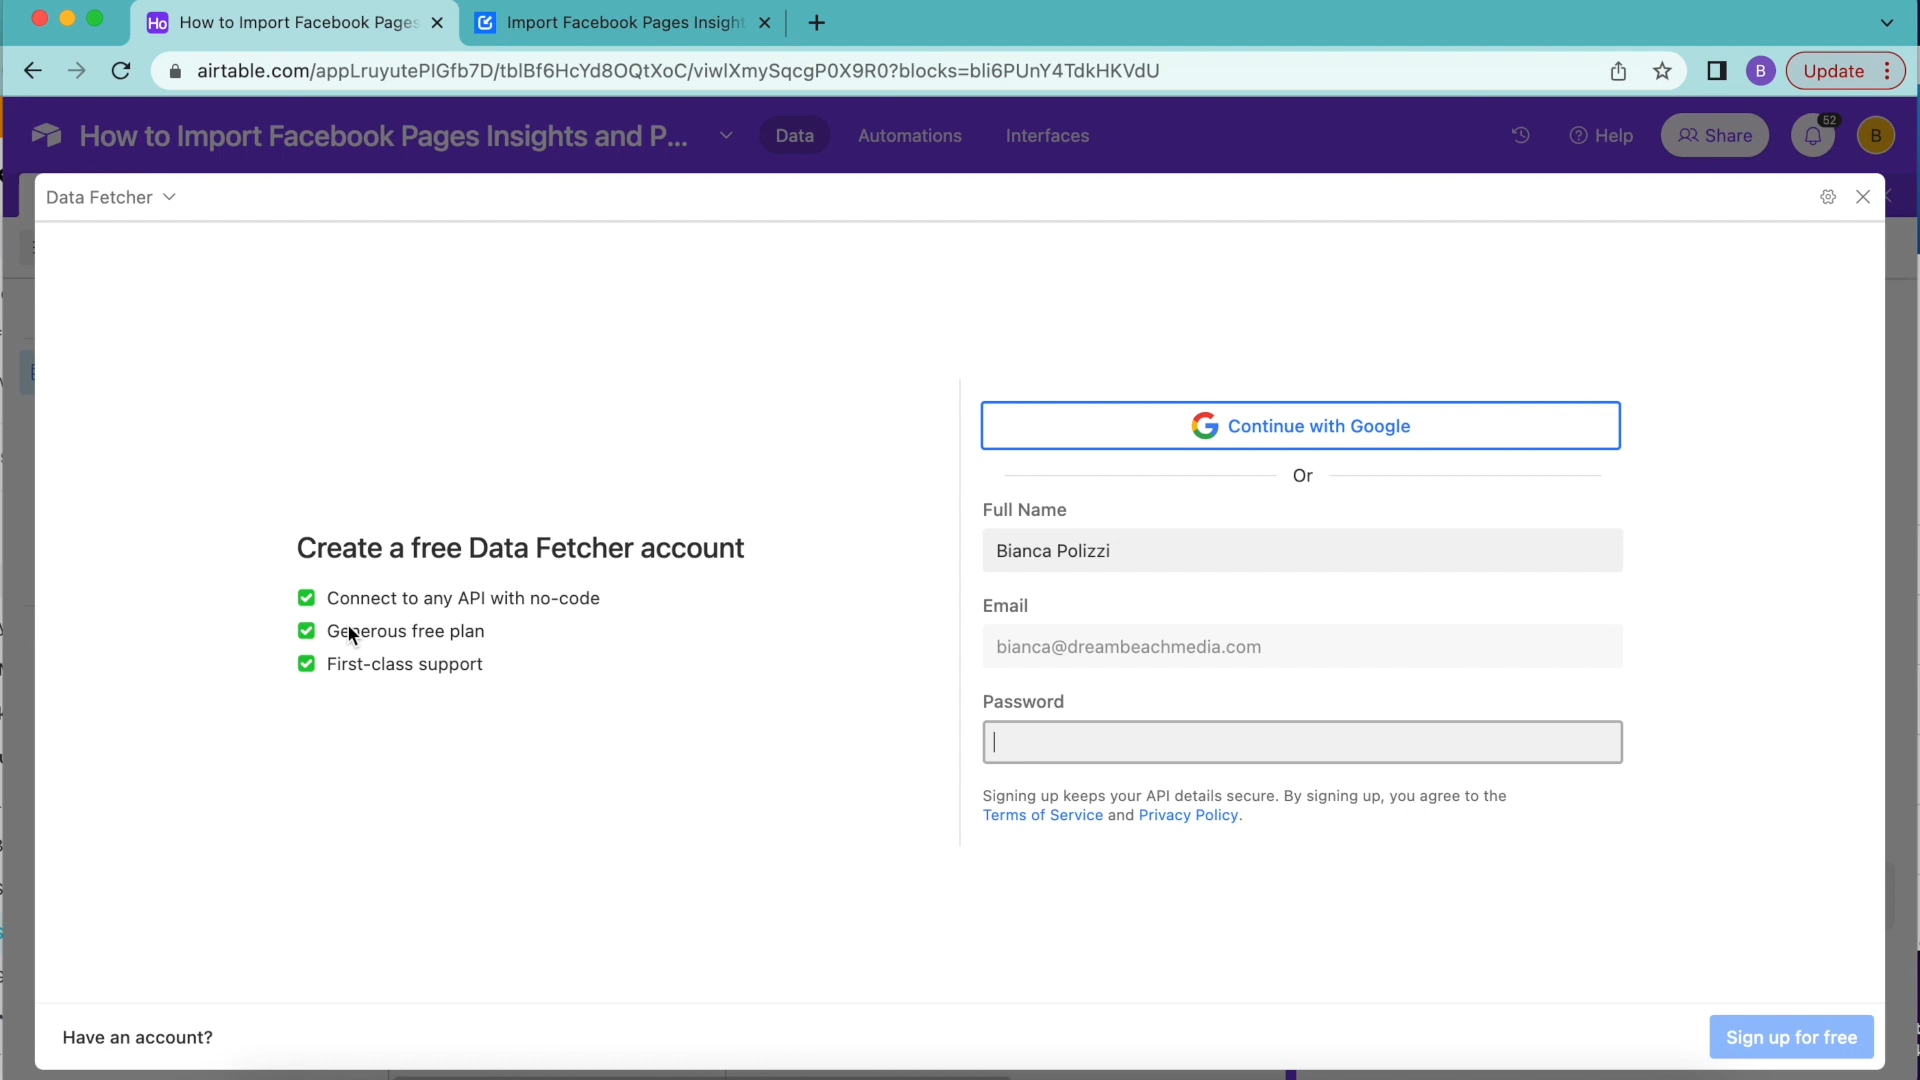 Ho How to Import Facebook Pages
Import Facebook Pages Insight
airtable.com/appLruyutePIGfb7D/tblBf6HcYd8OQtXoC/viwlXmySqcgP0X9R0?blocks=bli6PUnY4TdkHKVdU
B
Update
How to Import Facebook Pages Insights and P...
Data
Automations
Interfaces
Help
Share
52
B
Data Fetcher
Continue with Google
Or
Full Name
Bianca Polizzi
Email
bianca@dreambeachmedia.com
Password
Create a free Data Fetcher account
Connect to any API with no-code
Generous free plan
First-class support
Signing up keeps your API details secure. By signing up, you agree to the
Terms of Service and Privacy Policy.
Have an account?
Sign up for free